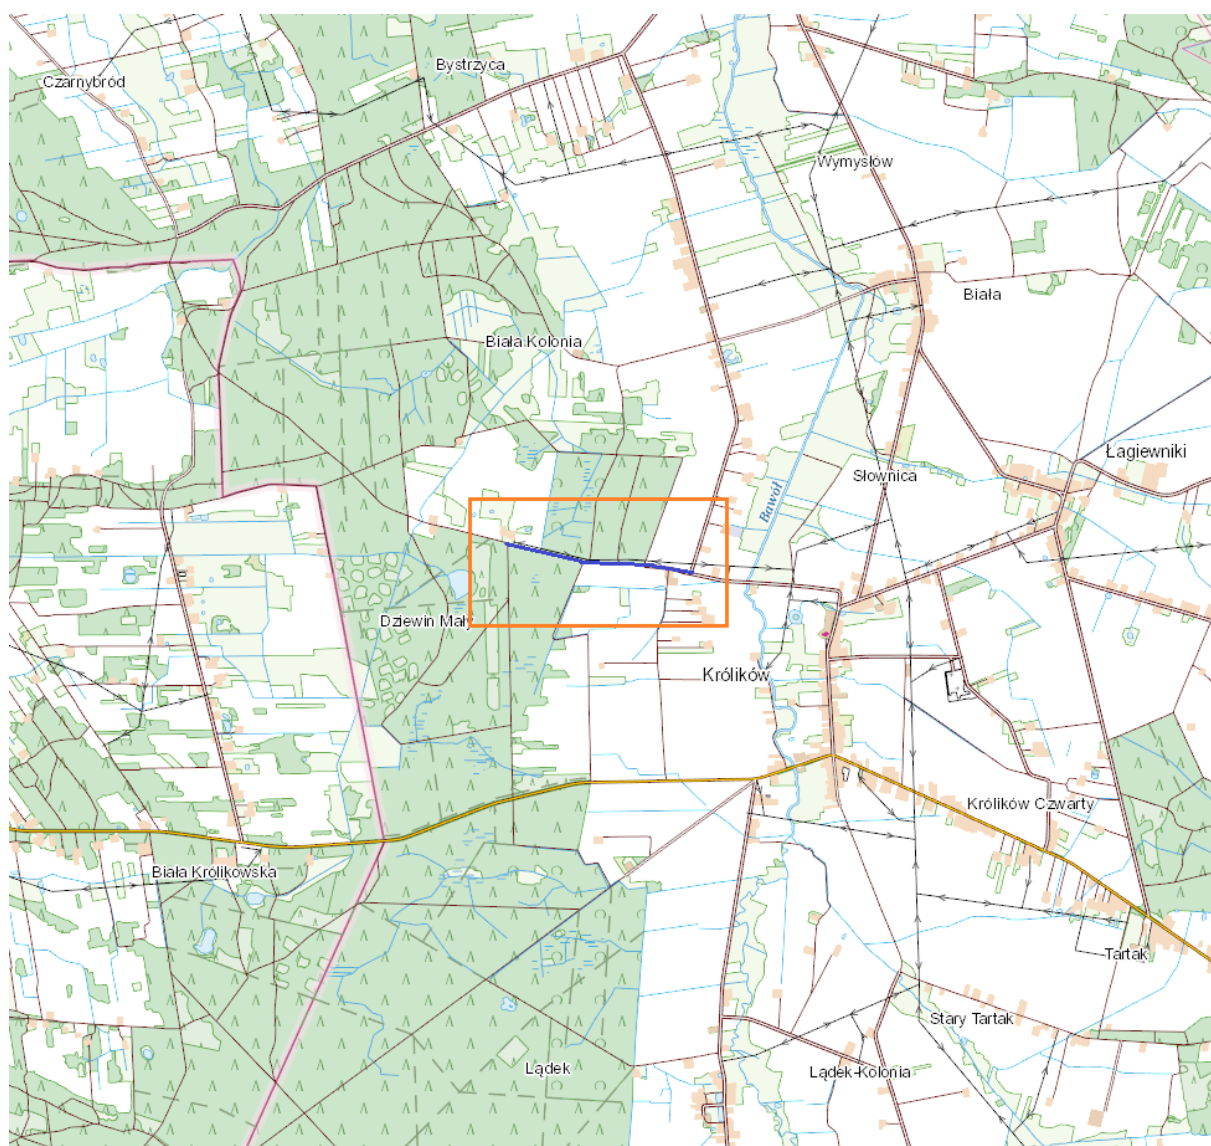 Bystrzyca
Czarnybród
Wymysłów
Biała
Biała Kolonia
Łagiewniki
Słownica
Bawół
Dziewin Mały
Królików
Królików Czwarty
Biała Królikowska
Tartak
Stary Tartak
Lądek
Lądek-Kolonia